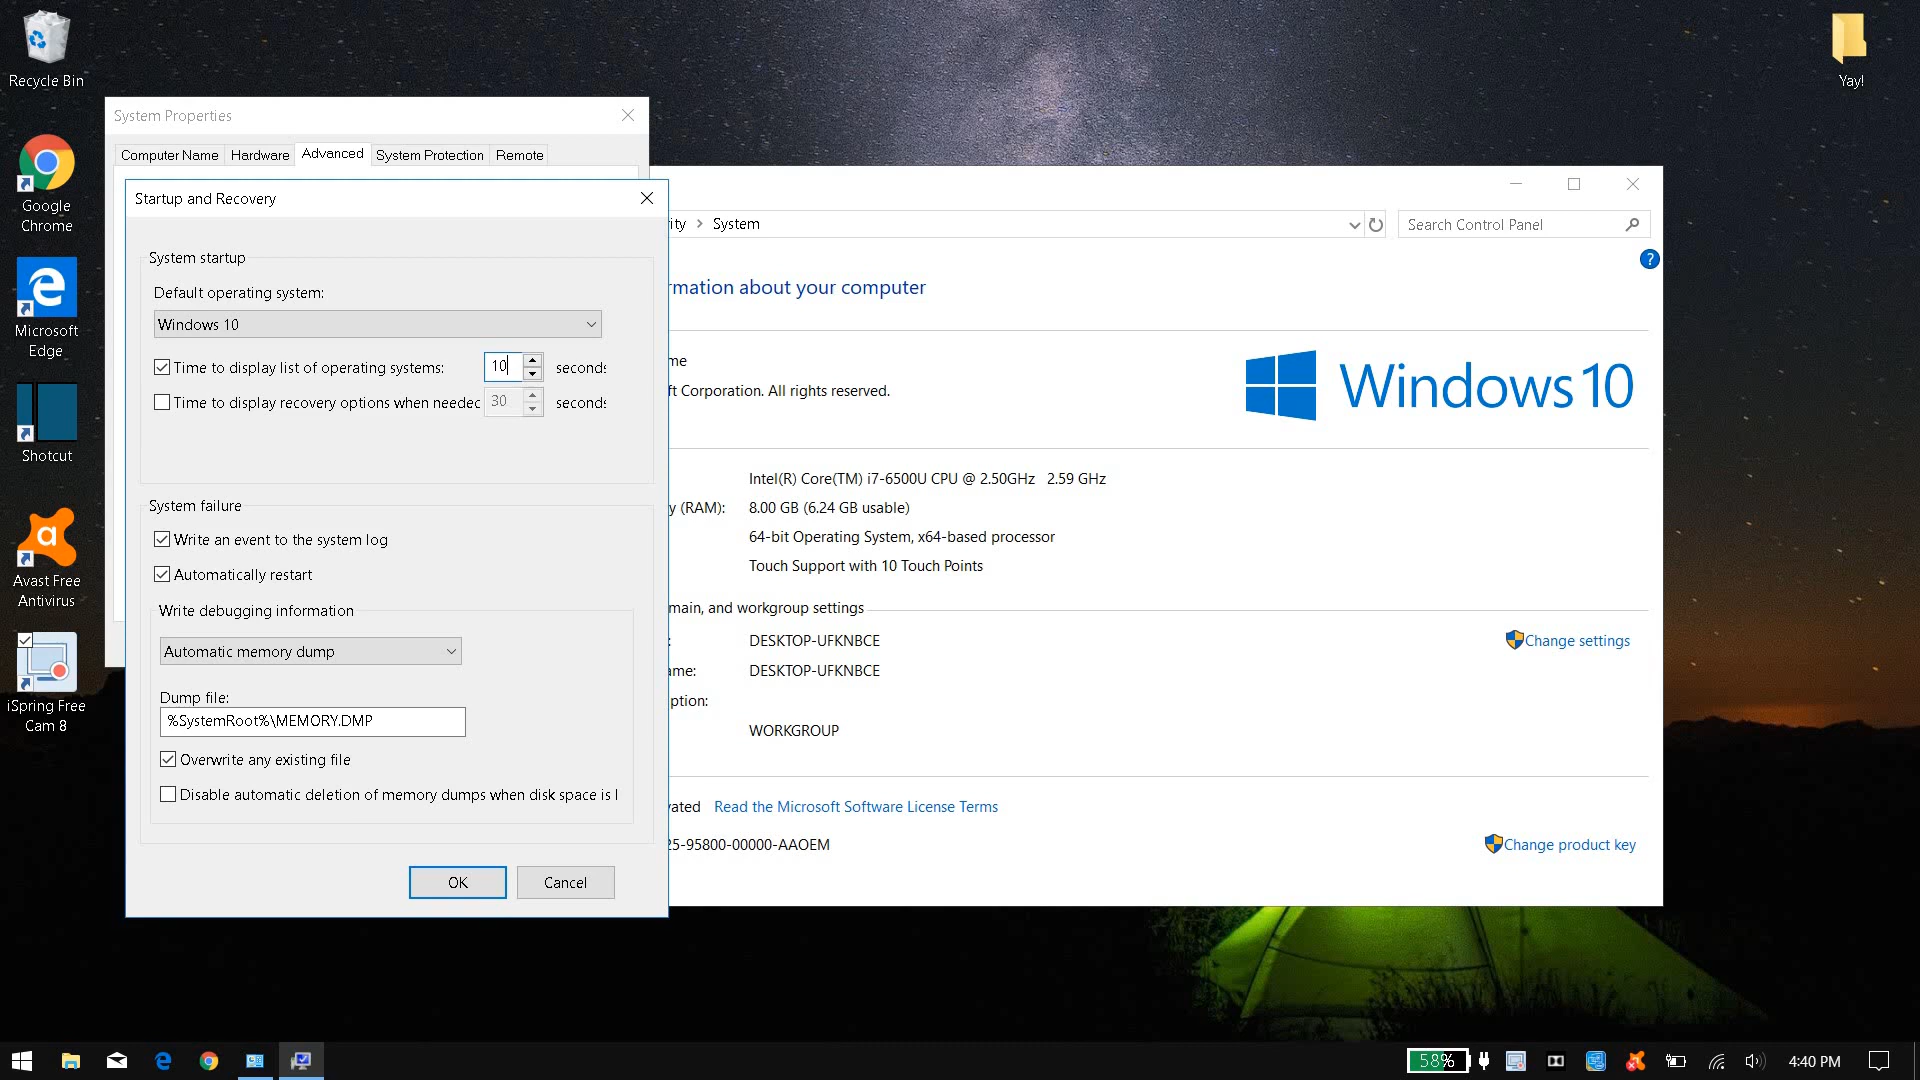 Recycle Bin
Yay!
Google
Chrome
Microsoft
Edge
Shotcut
Avast Free
Antivirus
iSpring Free
Cam 8
System Properties
Computer Name Hardware Advanced System Protection Remote
Startup and Recovery
System startup
Default operating system:
Windows 10
Time to display list of operating systems: 10 seconds
Time to display recovery options when needed 30 seconds
System failure
Write an event to the system log
Automatically restart
Write debugging information
Automatic memory dump
Dump file:
%SystemRoot%\MEMORY.DMP
Overwrite any existing file
Disable automatic deletion of memory dumps when disk space is l
OK Cancel
rity > System
Search Control Panel
?
rmation about your computer
me
ft Corporation. All rights reserved.
Windows 10
Intel(R) Core(TM) i7-6500U CPU @ 2.50GHz 2.59 GHz
y (RAM): 8.00 GB (6.24 GB usable)
64-bit Operating System, x64-based processor
Touch Support with 10 Touch Points
main, and workgroup settings
: DESKTOP-UFKNBCE
Change settings
ame: DESKTOP-UFKNBCE
ption:
WORKGROUP
vated Read the Microsoft Software License Terms
25-95800-00000-AAOEM
Change product key
58%
4:40 PM